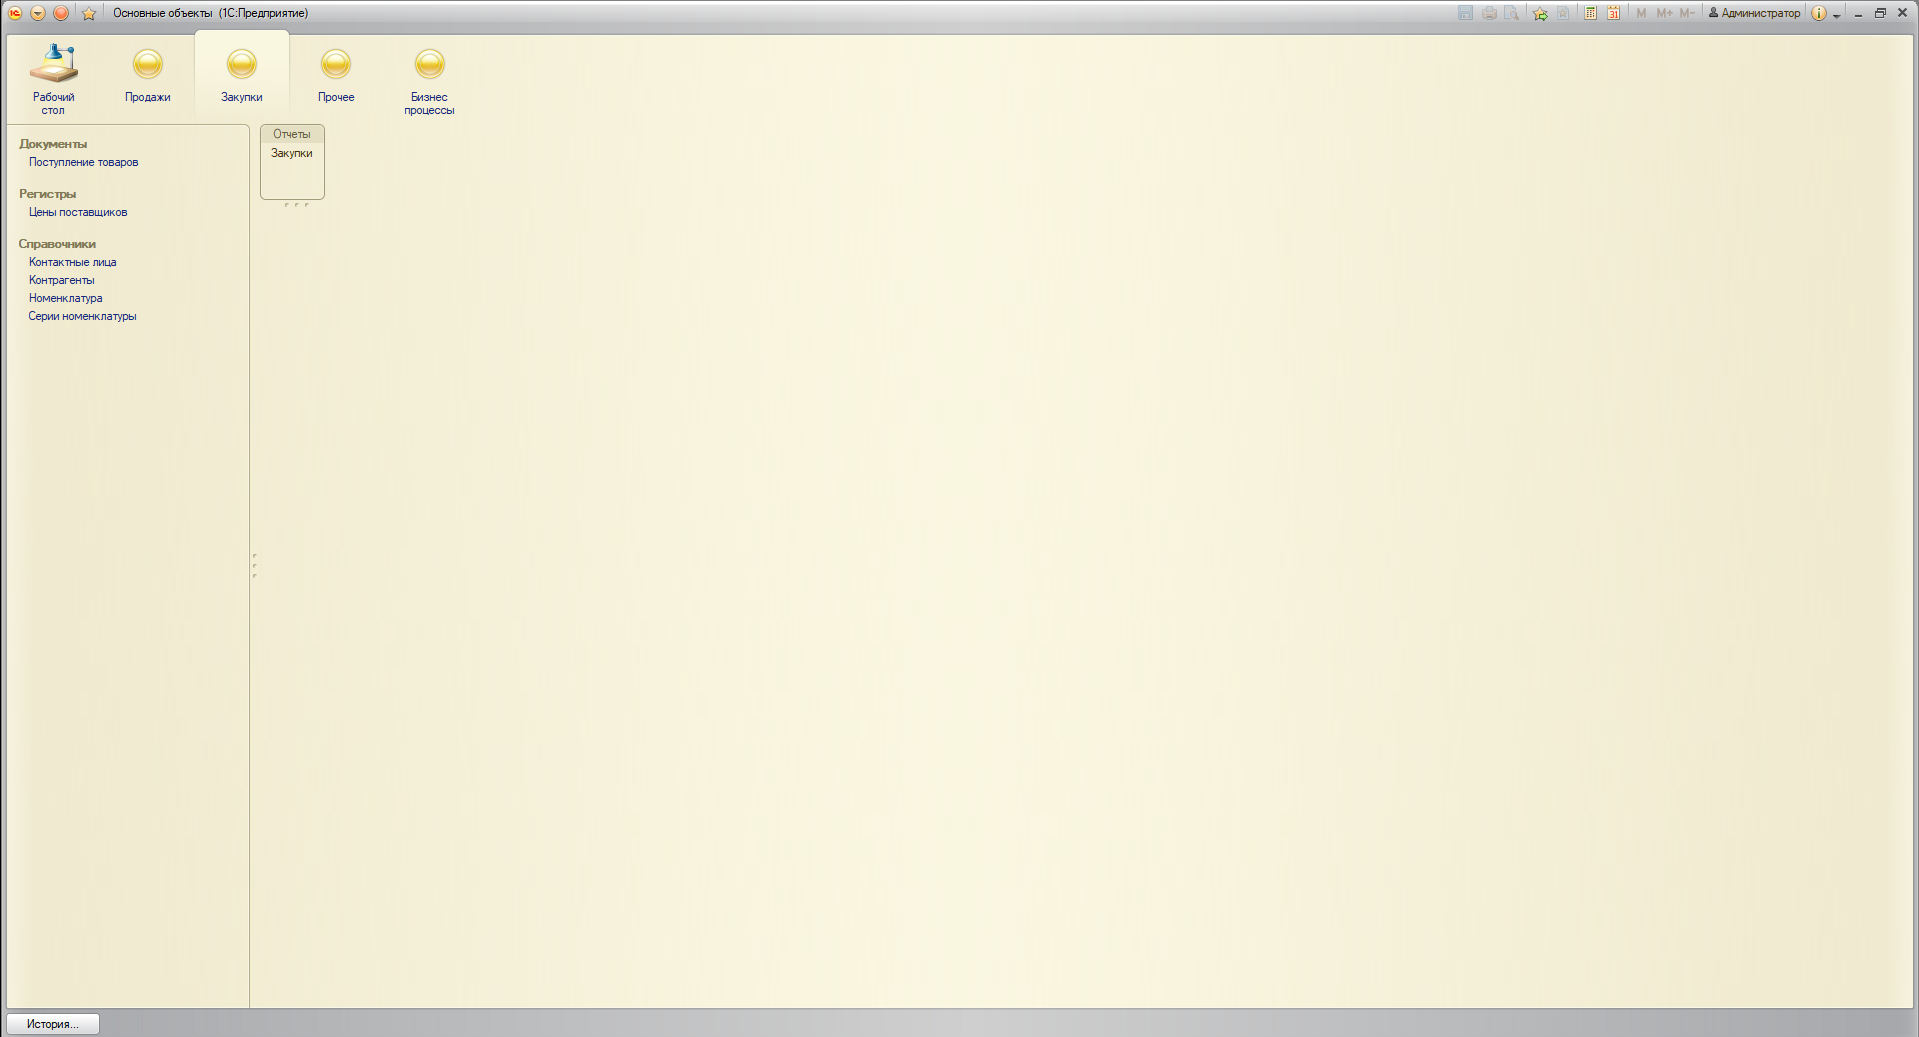 Основные объекты (1С:Предприятие)
M M+ M- Администратор
Рабочий
стол
Продажи
Закупки
Прочее
Бизнес
процессы
Документы
Поступление товаров
Регистры
Цены поставщиков
Справочники
Контактные лица
Контрагенты
Номенклатура
Серии номенклатуры
Отчеты
Закупки
История...